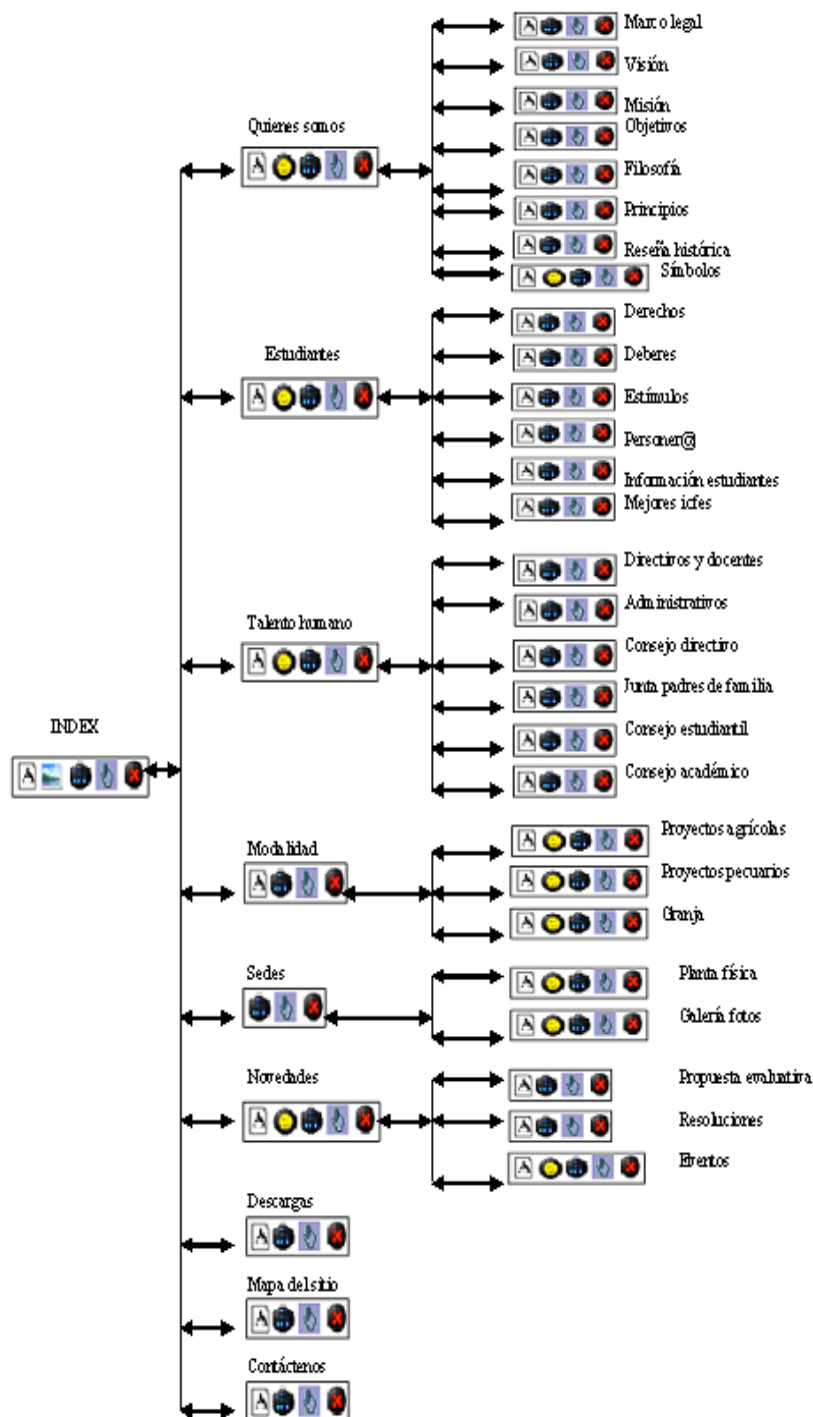 INDEX
Quienes somos
Marco legal
Visión
Misión
Objetivos
Filosofía
Principios
Reseña histórica
Símbolos
Estudiantes
Derechos
Deberes
Estímulos
Personer@
Información estudiantes
Mejores icfes
Talento humano
Directivos y docentes
Administrativos
Consejo directivo
Junta padres de familia
Consejo estudiantil
Consejo académico
Modalidad
Proyectos agrícolas
Proyectos pecuarios
Granja
Sedes
Planta física
Galería fotos
Novedades
Propuesta evaluativa
Resoluciones
Eventos
Descargas
Mapa del sitio
Contáctenos